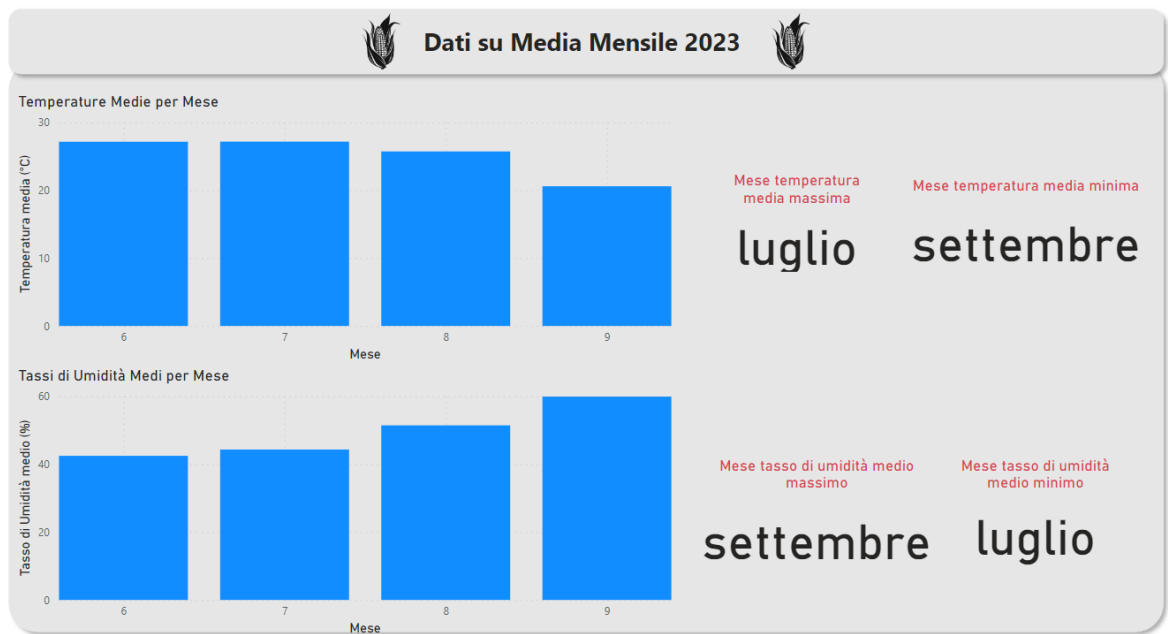 Dati su Media Mensile 2023
Temperature Medie per Mese
Temperatura media (°C)
30
20
10
0
6
7
8
9
Mese
Mese temperatura
media massima
luglio
Mese temperatura media minima
settembre
Tassi di Umidità Medi per Mese
Tasso di Umidità medio (%)
60
40
20
0
6
7
8
9
Mese
Mese tasso di umidità medio
massimo
settembre
Mese tasso di umidità
medio minimo
luglio